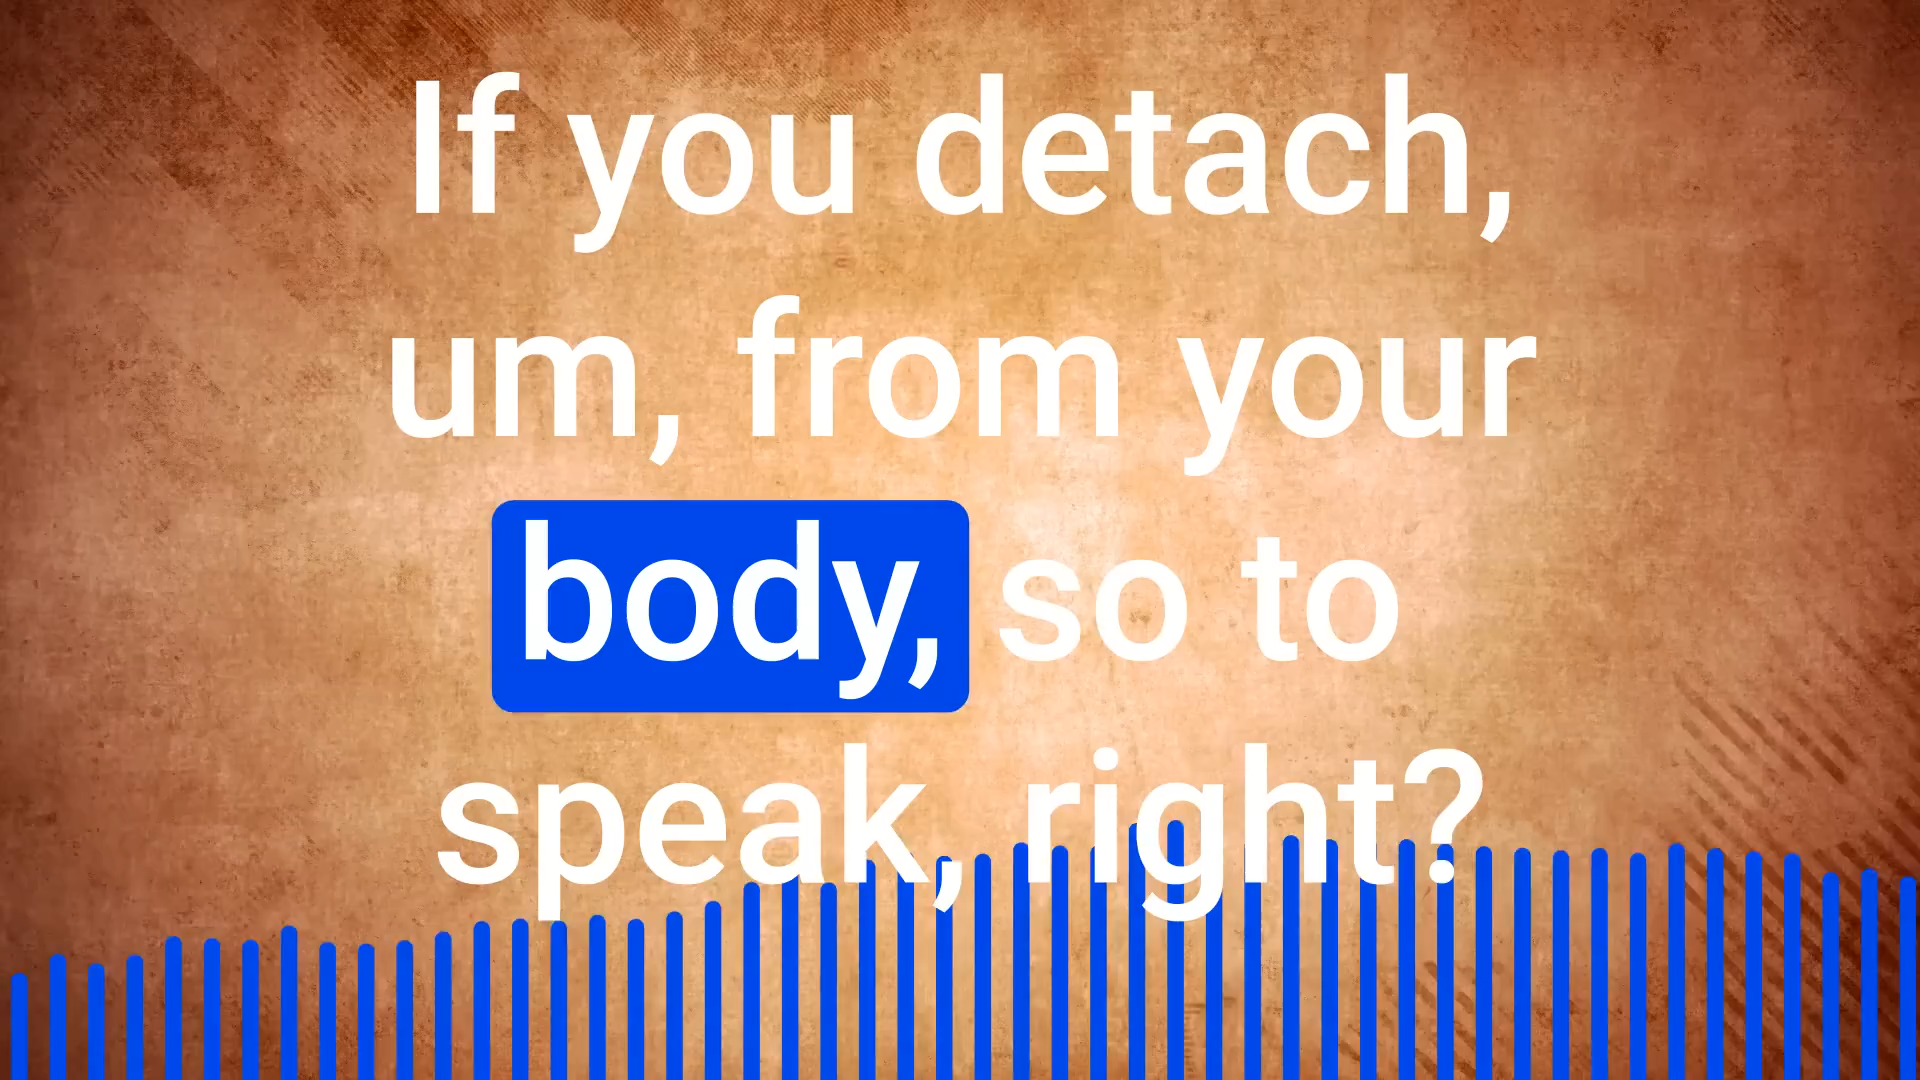 If you detach,
um, from your
body, so to
speak, right?